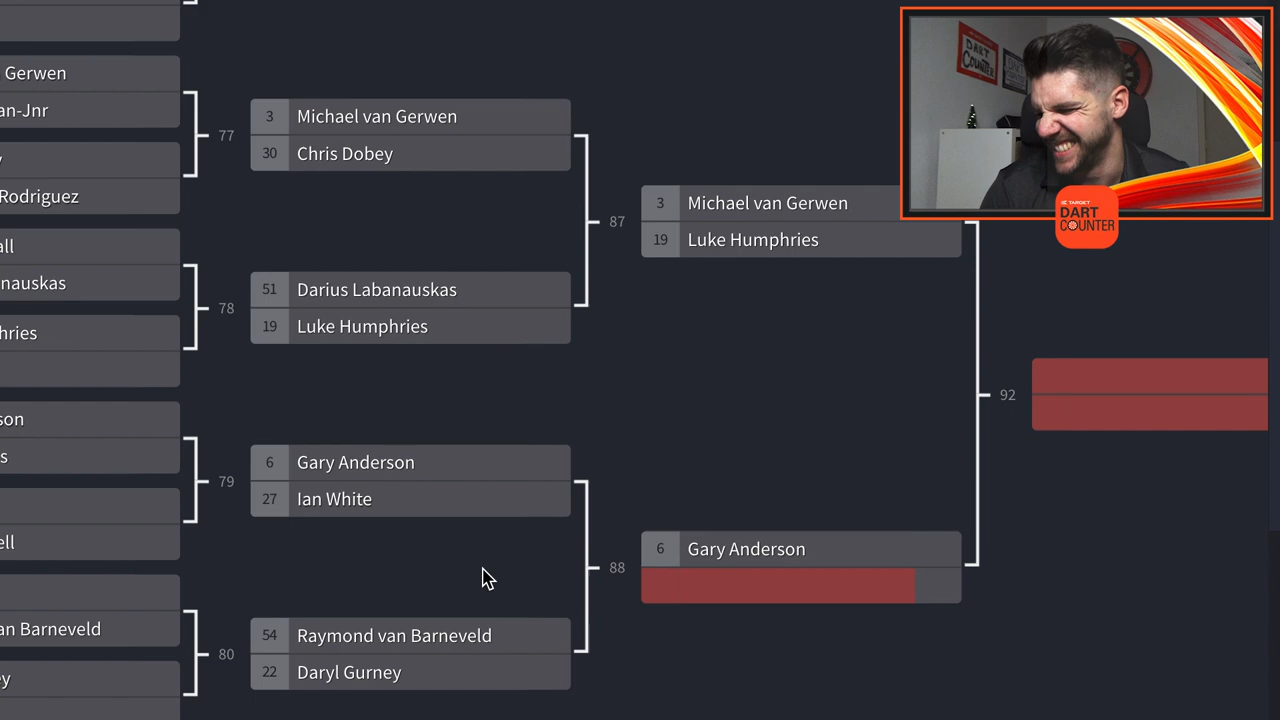 Gerwen
an-Jnr
77
3 Michael van Gerwen
30 Chris Dobey
DART
COUNTER
y
Rodriguez
87
3 Michael van Gerwen
19 Luke Humphries
TARGET
DART
COUNTER
all
nauskas
78
51 Darius Labanauskas
19 Luke Humphries
hries
92
son
s
79
6 Gary Anderson
27 Ian White
ell
88
6 Gary Anderson
an Barneveld
80
54 Raymond van Barneveld
22 Daryl Gurney
ey